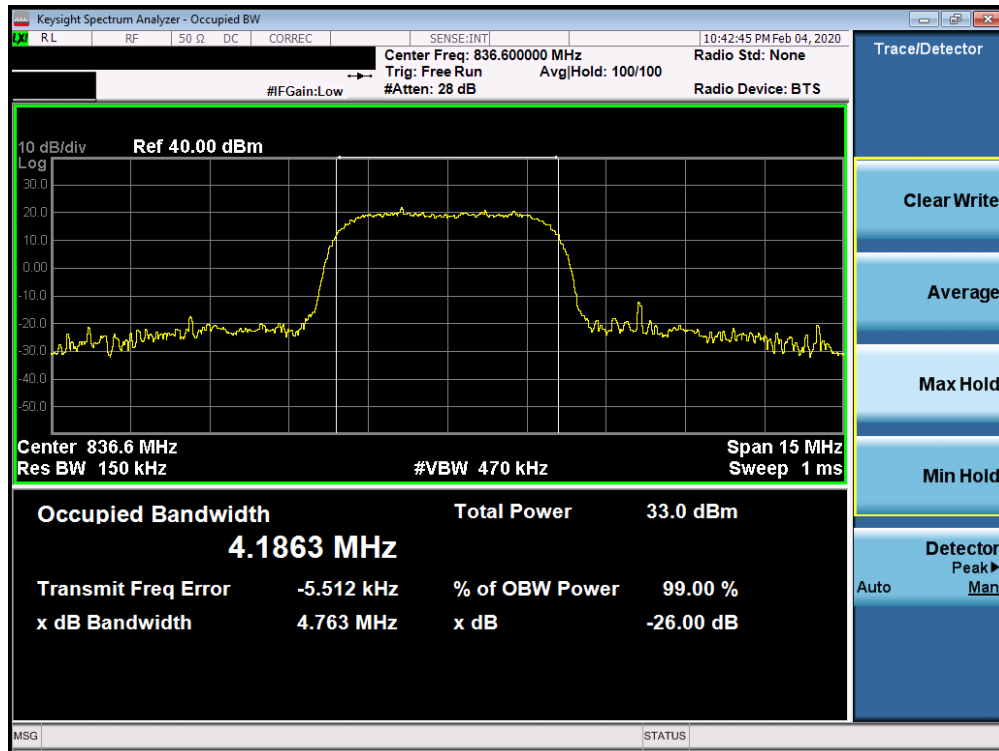 Keysight Spectrum Analyzer - Occupied BW
LXI RL RF 50 Ω DC CORREC SENSE:INT 10:42:45 PM Feb 04, 2020
Center Freq: 836.600000 MHz Radio Std: None
Trig: Free Run Avg|Hold: 100/100
#IFGain:Low #Atten: 28 dB Radio Device: BTS
10 dB/div Ref 40.00 dBm
Log
30.0
20.0
10.0
0.00
-10.0
-20.0
-30.0
-40.0
-50.0
Center 836.6 MHz Span 15 MHz
Res BW 150 kHz #VBW 470 kHz Sweep 1 ms
Occupied Bandwidth Total Power 33.0 dBm
4.1863 MHz
Transmit Freq Error -5.512 kHz % of OBW Power 99.00 %
x dB Bandwidth 4.763 MHz x dB -26.00 dB
MSG STATUS
Trace/Detector
Clear Write
Average
Max Hold
Min Hold
Detector
Peak▶
Auto Man